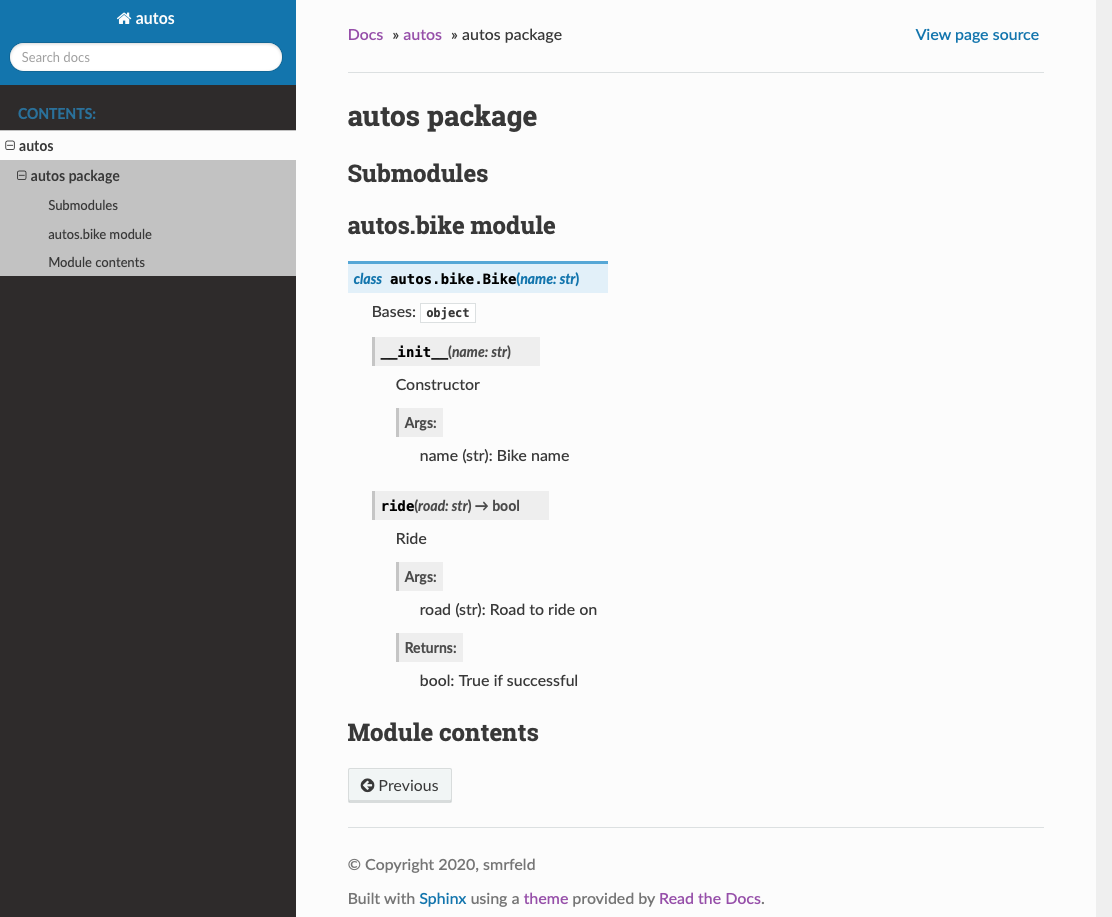 autos
Search docs
CONTENTS:
autos
autos package
Submodules
autos.bike module
Module contents
Docs » autos » autos package
View page source
autos package
Submodules
autos.bike module
class autos.bike.Bike(name: str)
Bases: object
__init__(name: str)
Constructor
Args:
name (str): Bike name
ride(road: str) → bool
Ride
Args:
road (str): Road to ride on
Returns:
bool: True if successful
Module contents
Previous
© Copyright 2020, smrfeld
Built with Sphinx using a theme provided by Read the Docs.